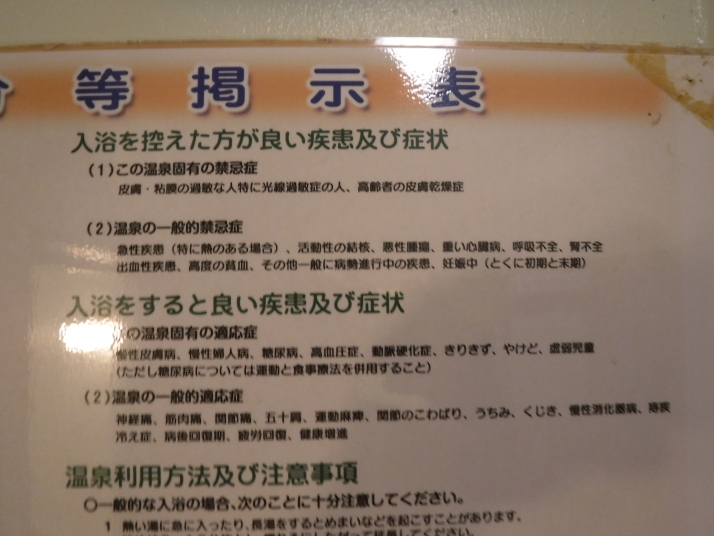 等掲示表
入浴を控えた方が良い疾患及び症状
(1)この温泉固有の禁忌症
皮膚・粘膜の過敏な人特に光線過敏症の人、高齢者の皮膚乾燥症
(2)温泉の一般的禁忌症
急性疾患（特に熱のある場合）、活動性の結核、悪性腫瘍、重い心臓病、呼吸不全、腎不全
出血性疾患、高度の貧血、その他一般に病勢進行中の疾患、妊娠中（とくに初期と末期）
入浴をすると良い疾患及び症状
の温泉固有の適応症
慢性皮膚病、慢性婦人病、糖尿病、高血圧症、動脈硬化症、きりきず、やけど、虚弱児童
（ただし糖尿病については運動と食事療法を併用すること）
(2)温泉の一般的適応症
神経痛、筋肉痛、関節痛、五十肩、運動麻痺、関節のこわばり、うちみ、くじき、慢性消化器病、痔疾
冷え症、病後回復期、疲労回復、健康増進
温泉利用方法及び注意事項
〇一般的な入浴の場合、次のことに十分注意してください。
1 熱い湯に急に入ったり、長湯をするとめまいなどを起こすことがあります。